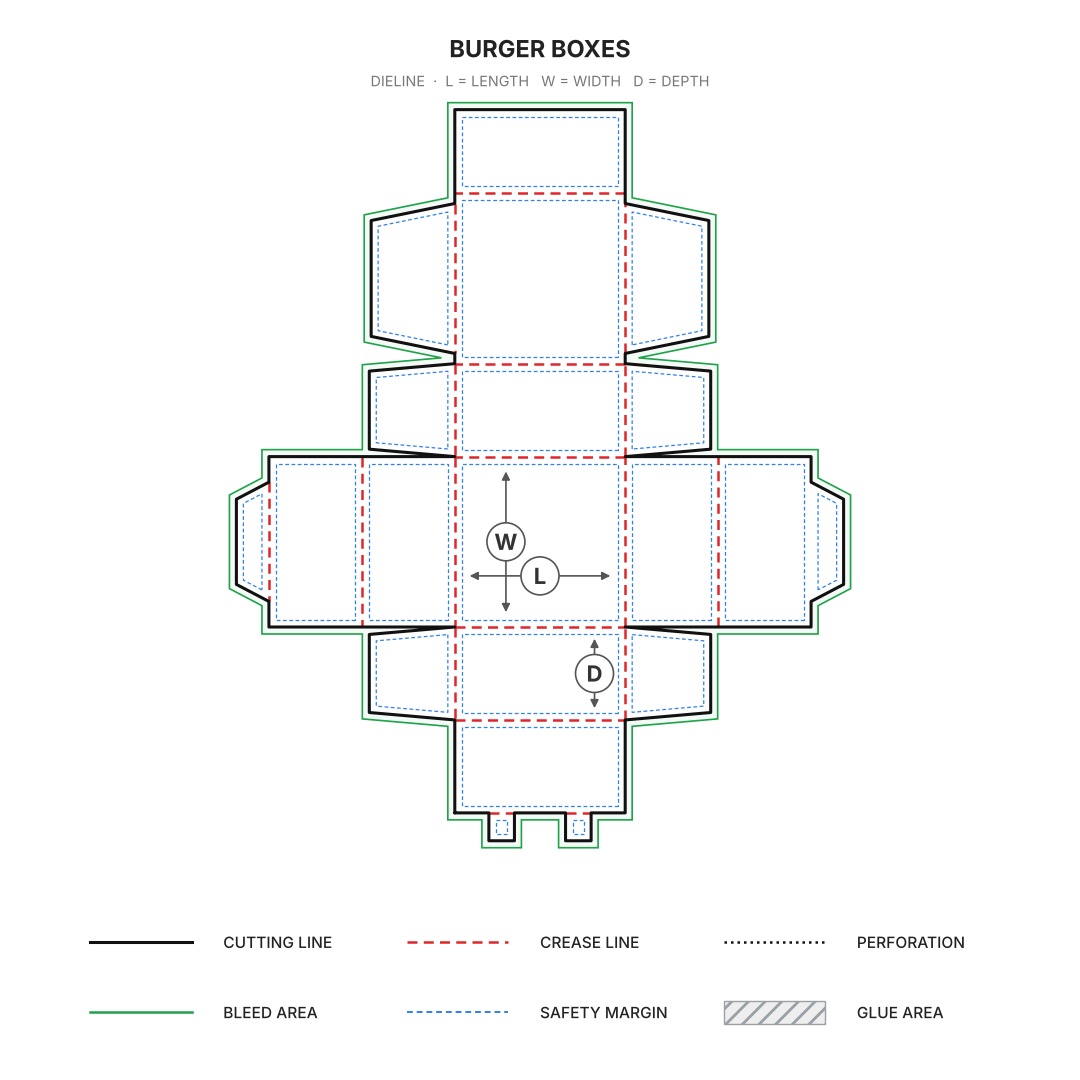 BURGER BOXES
DIELINE · L = LENGTH W = WIDTH D = DEPTH
W
L
D
CUTTING LINE
CREASE LINE
PERFORATION
BLEED AREA
SAFETY MARGIN
GLUE AREA